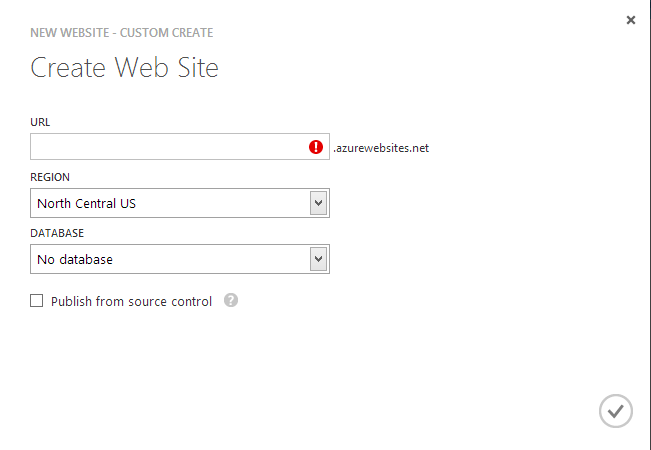 NEW WEBSITE - CUSTOM CREATE
Create Web Site
URL
.azurewebsites.net
REGION
North Central US
DATABASE
No database
Publish from source control ?